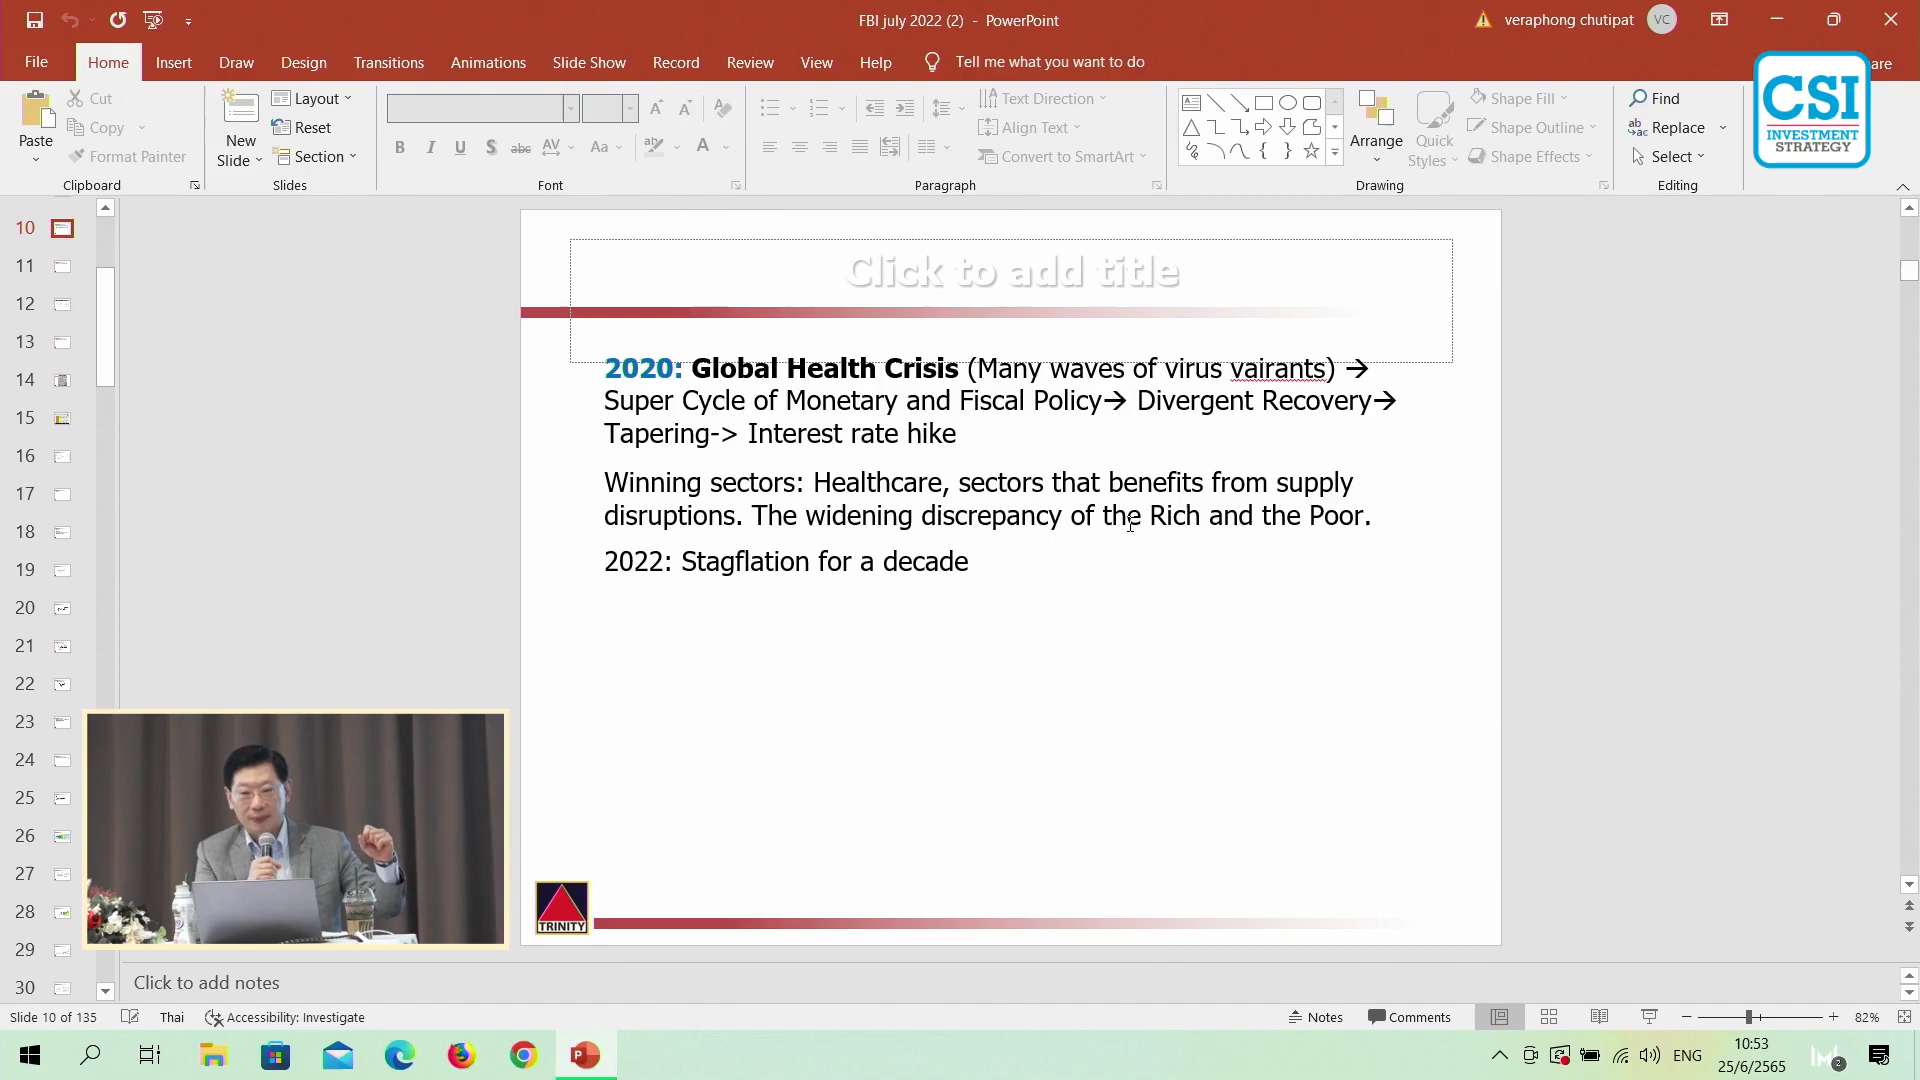 FBI july 2022 (2) - PowerPoint
veraphong chutipat
VC
File
Home
Insert
Draw
Design
Transitions
Animations
Slide Show
Record
Review
View
Help
Tell me what you want to do
are
CSI
INVESTMENT
STRATEGY
Paste
Cut
Copy
Format Painter
Clipboard
New
Slide
Layout
Reset
Section
Slides
Font
Text Direction
Align Text
Convert to SmartArt
Paragraph
Arrange
Quick
Styles
Shape Fill
Shape Outline
Shape Effects
Drawing
Find
Replace
Select
Editing
10
11
12
13
14
15
16
17
18
19
20
21
22
23
24
25
26
27
28
29
30
Click to add title
2020: Global Health Crisis (Many waves of virus vairants) →
Super Cycle of Monetary and Fiscal Policy→ Divergent Recovery→
Tapering-> Interest rate hike
Winning sectors: Healthcare, sectors that benefits from supply
disruptions. The widening discrepancy of the Rich and the Poor.
2022: Stagflation for a decade
TRINITY
Click to add notes
Slide 10 of 135
Thai
Accessibility: Investigate
Notes
Comments
82%
ENG
10:53
25/6/2565
2